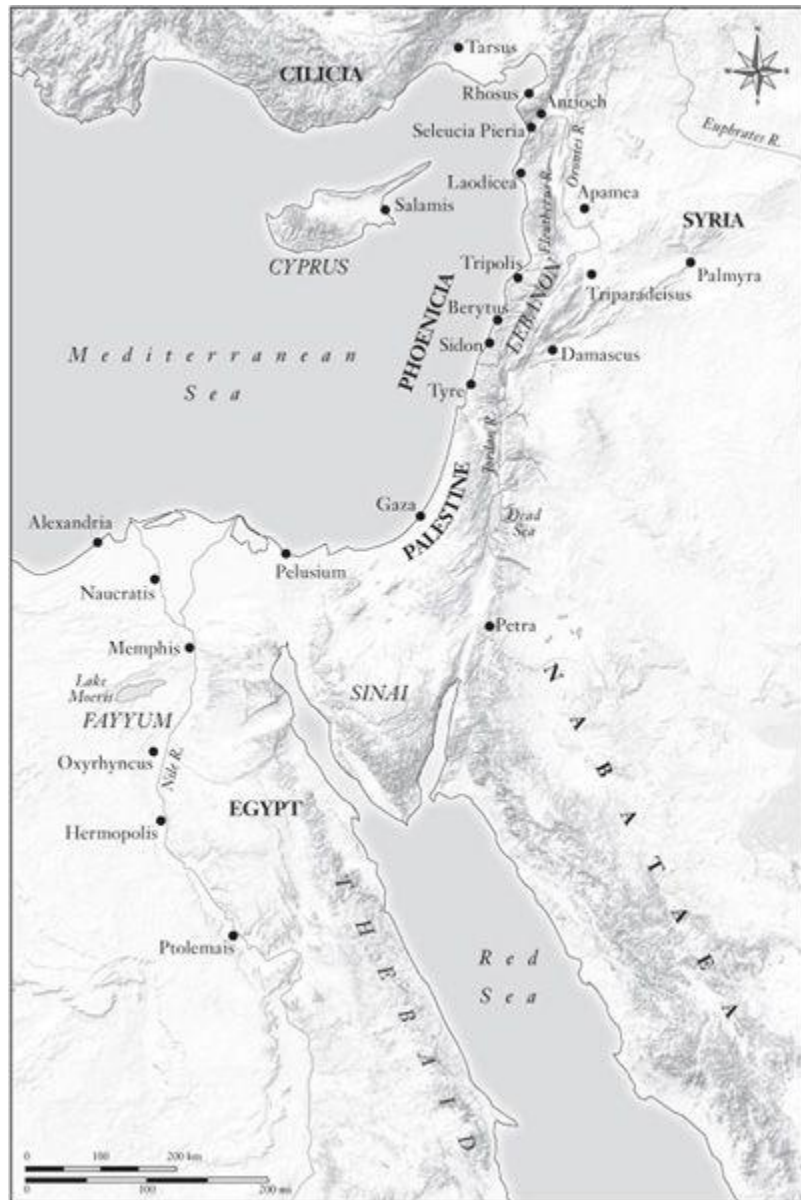 Tarsus
CILICIA
N
W
E
S
Rhosus
Antioch
Seleucia Pieria
Euphrates R.
Orontes R.
Laodicea
Eleutherus R.
Apamea
Salamis
SYRIA
CYPRUS
Tripolis
Palmyra
Triparadeisus
PHOENICIA
LEBANON
Berytus
Mediterranean
Sea
Sidon
Damascus
Tyre
Jordan R.
PALESTINE
Gaza
Dead
Sea
Alexandria
Pelusium
Naucratis
Petra
Memphis
Lake
Moeris
SINAI
NABATAEA
FAYYUM
Oxyrhyncus
Nile R.
EGYPT
Hermopolis
THEBAID
Ptolemais
Red
Sea
0 100 200 km
0 100 200 mi